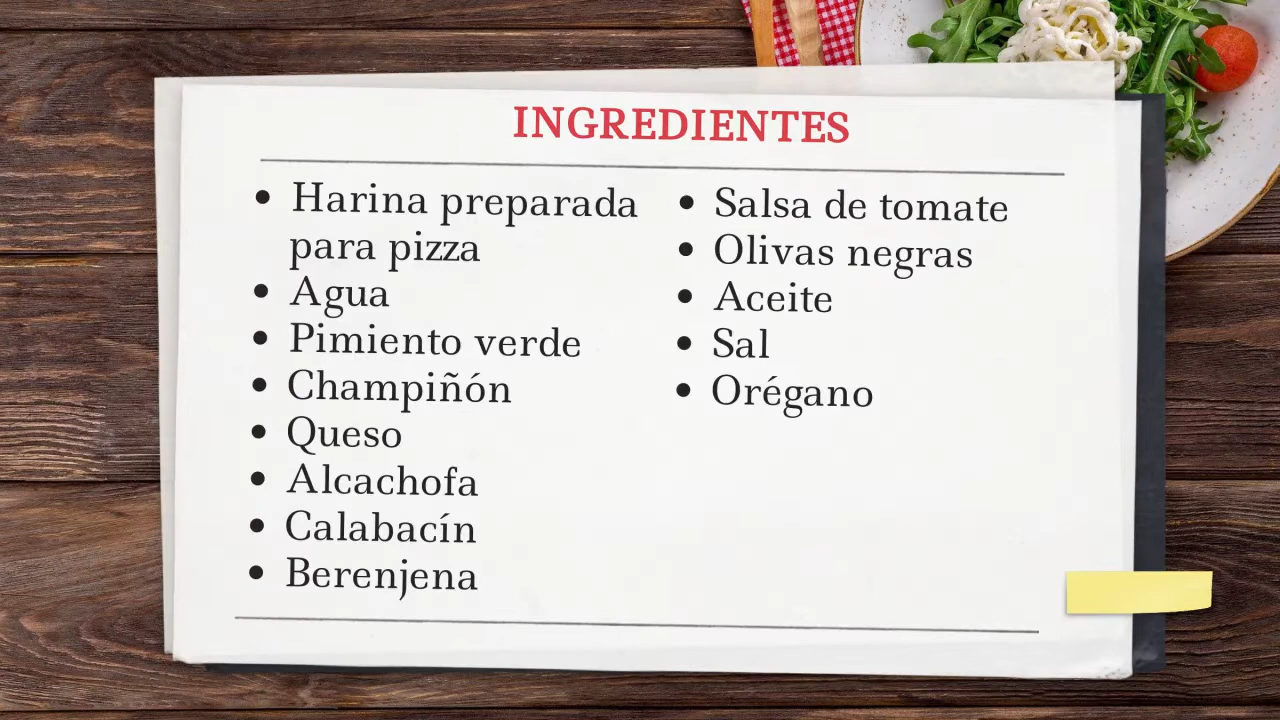 INGREDIENTES
• Harina preparada
para pizza
• Agua
• Pimiento verde
• Champiñón
• Queso
• Alcachofa
• Calabacín
• Berenjena
• Salsa de tomate
• Olivas negras
• Aceite
• Sal
• Orégano